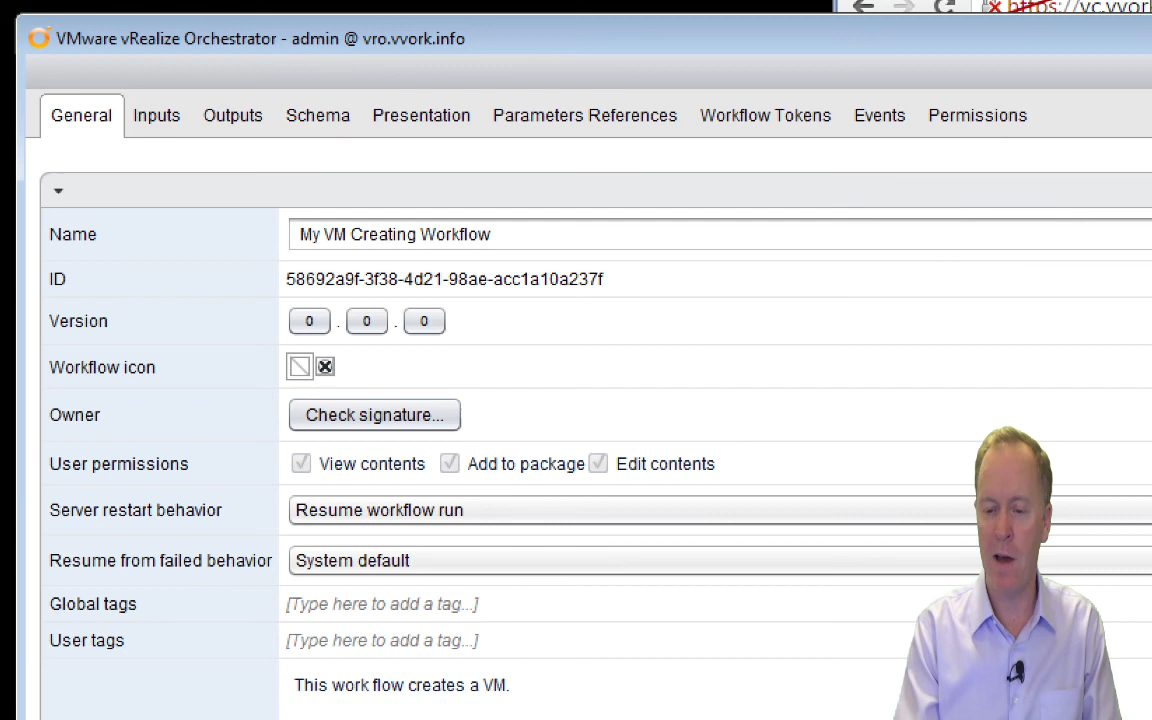 https://vc.vvork
VMware vRealize Orchestrator - admin @ vro.vvork.info
General Inputs Outputs Schema Presentation Parameters References Workflow Tokens Events Permissions
Name My VM Creating Workflow
ID 58692a9f-3f38-4d21-98ae-acc1a10a237f
Version 0 . 0 . 0
Workflow icon
Owner Check signature...
User permissions View contents Add to package Edit contents
Server restart behavior Resume workflow run
Resume from failed behavior System default
Global tags [Type here to add a tag...]
User tags [Type here to add a tag...]
This work flow creates a VM.